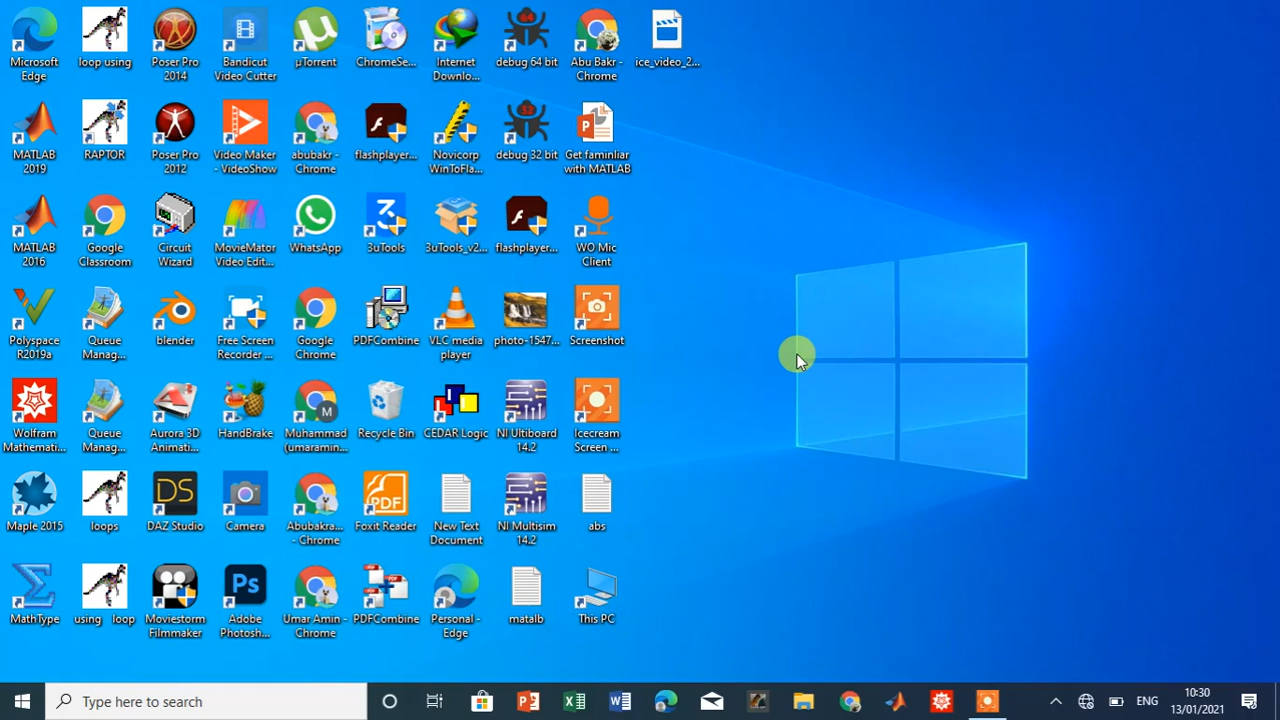 Microsoft Edge
loop using
Poser Pro 2014
Bandicut Video Cutter
µTorrent
ChromeSe...
Internet Downlo...
debug 64 bit
Abu Bakr - Chrome
ice_video_2...
MATLAB 2019
RAPTOR
Poser Pro 2012
Video Maker - VideoShow
abubakr - Chrome
flashplayer...
Novicorp WinToFla...
debug 32 bit
Get faminliar with MATLAB
MATLAB 2016
Google Classroom
Circuit Wizard
MovieMator Video Edit...
WhatsApp
3uTools
3uTools_v2...
flashplayer...
WO Mic Client
Polyspace R2019a
Queue Manag...
blender
Free Screen Recorder ...
Google Chrome
PDFCombine
VLC media player
photo-1547...
Screenshot
Wolfram Mathemati...
Queue Manag...
Aurora 3D Animati...
HandBrake
Muhammad (umaramin...
Recycle Bin
CEDAR Logic
NI Ultiboard 14.2
Icecream Screen ...
Maple 2015
loops
DAZ Studio
Camera
Abubakra... - Chrome
Foxit Reader
New Text Document
NI Multisim 14.2
abs
MathType
using loop
Moviestorm Filmmaker
Adobe Photosh...
Umar Amin - Chrome
PDFCombine
Personal - Edge
matalb
This PC
Type here to search
ENG
10:30
13/01/2021